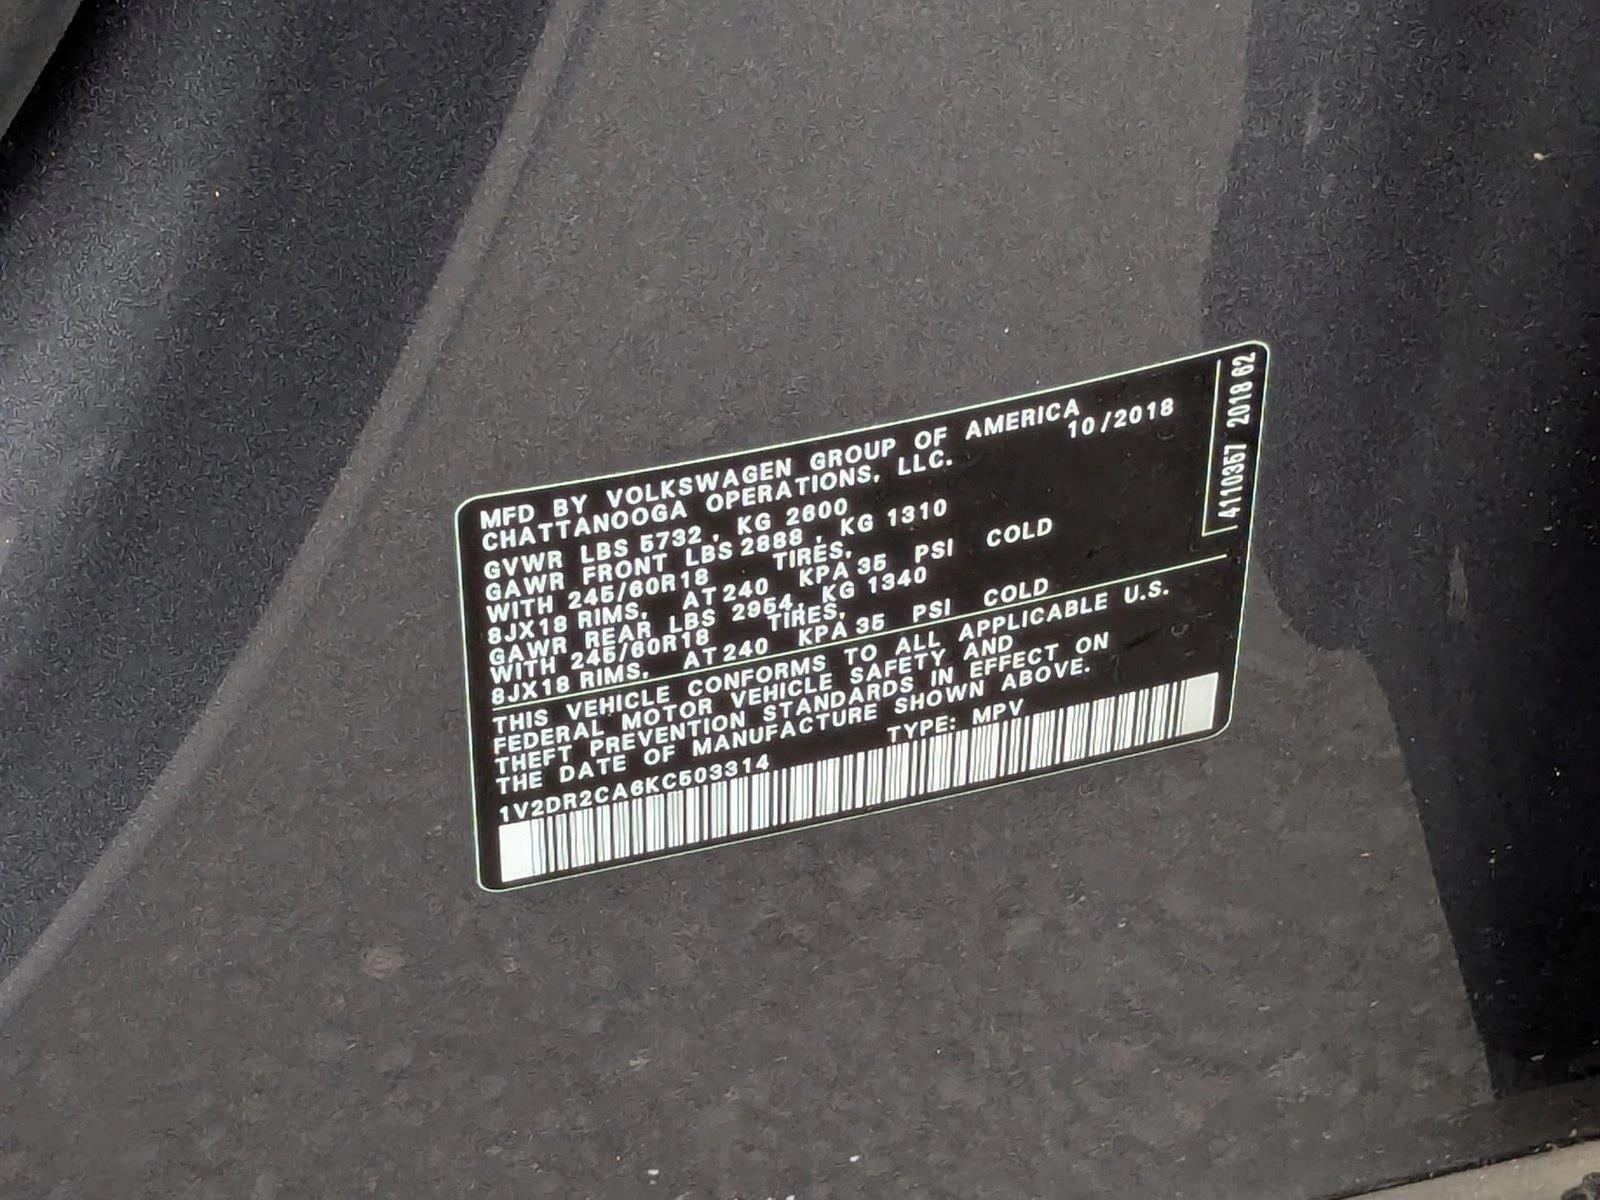 MFD BY VOLKSWAGEN GROUP OF AMERICA
CHATTANOOGA OPERATIONS, LLC. 10/2018
GVWR LBS 5732, KG 2600
GAWR FRONT LBS 2888, KG 1310
WITH 245/60R18 TIRES,
8JX18 RIMS, AT 240 KPA 35 PSI COLD
GAWR REAR LBS 2954, KG 1340
WITH 245/60R18 TIRES,
8JX18 RIMS, AT 240 KPA 35 PSI COLD
THIS VEHICLE CONFORMS TO ALL APPLICABLE U.S.
FEDERAL MOTOR VEHICLE SAFETY AND
THEFT PREVENTION STANDARDS IN EFFECT ON
THE DATE OF MANUFACTURE SHOWN ABOVE.
1V2DR2CA6KC503314 TYPE: MPV
4110357 2018 62